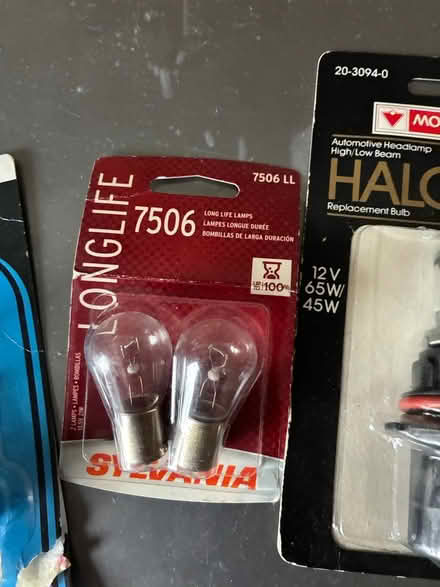 7506 LL
LONGLIFE
7506
LONG LIFE LAMPS
LAMPES LONGUE DURÉE
BOMBILLAS DE LARGA DURACIÓN
100%
2 LAMPS • LAMPES • BOMBILLAS
SYLVANIA
20-3094-0
MO
Automotive Headlamp
High/Low Beam
HALO
Replacement Bulb
12 V
65W/
45W